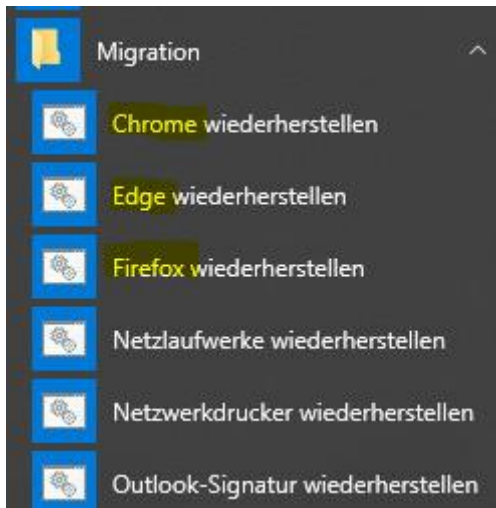 Migration
Chrome wiederherstellen
Edge wiederherstellen
Firefox wiederherstellen
Netzlaufwerke wiederherstellen
Netzwerkdrucker wiederherstellen
Outlook-Signatur wiederherstellen